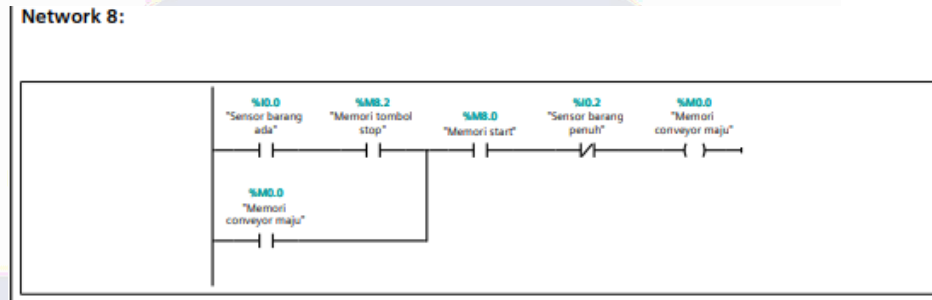 Network 8:
%I0.0
"Sensor barang
ada"
%M8.2
"Memori tombol
stop"
%M8.0
"Memori start"
%I0.2
"Sensor barang
penuh"
%M0.0
"Memori
conveyor maju"
%M0.0
"Memori
conveyor maju"